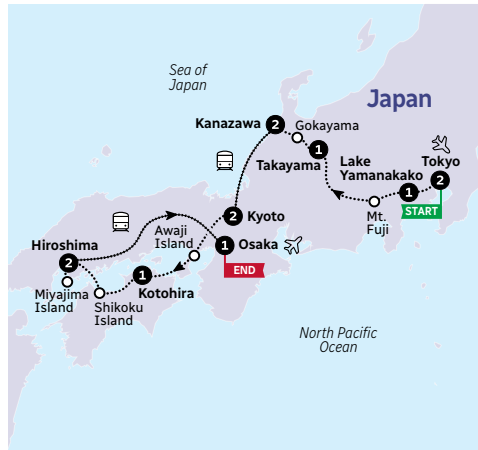 Sea of
Japan
Japan
Kanazawa
2
Gokayama
Takayama
1
Lake
Yamanakako
1
Tokyo
2
START
Mt.
Fuji
2
Kyoto
Awaji
Island
1
Osaka
END
Hiroshima
2
Miyajima
Island
Shikoku
Island
1
Kotohira
North Pacific
Ocean